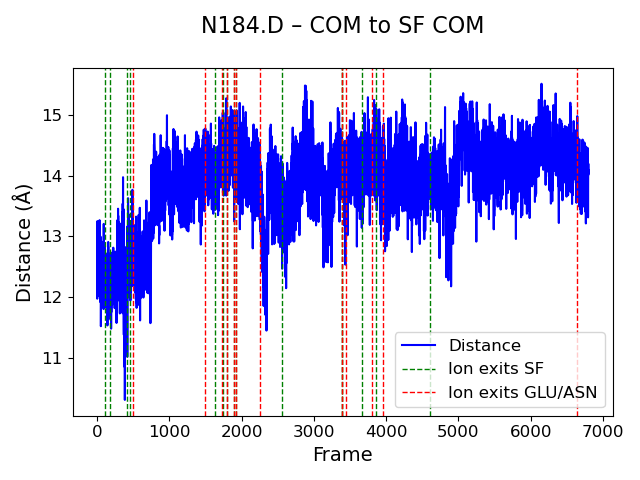 N184.D – COM to SF COM
15
14
13
12
11
Distance (Å)
Distance
Ion exits SF
Ion exits GLU/ASN
0 1000 2000 3000 4000 5000 6000 7000
Frame